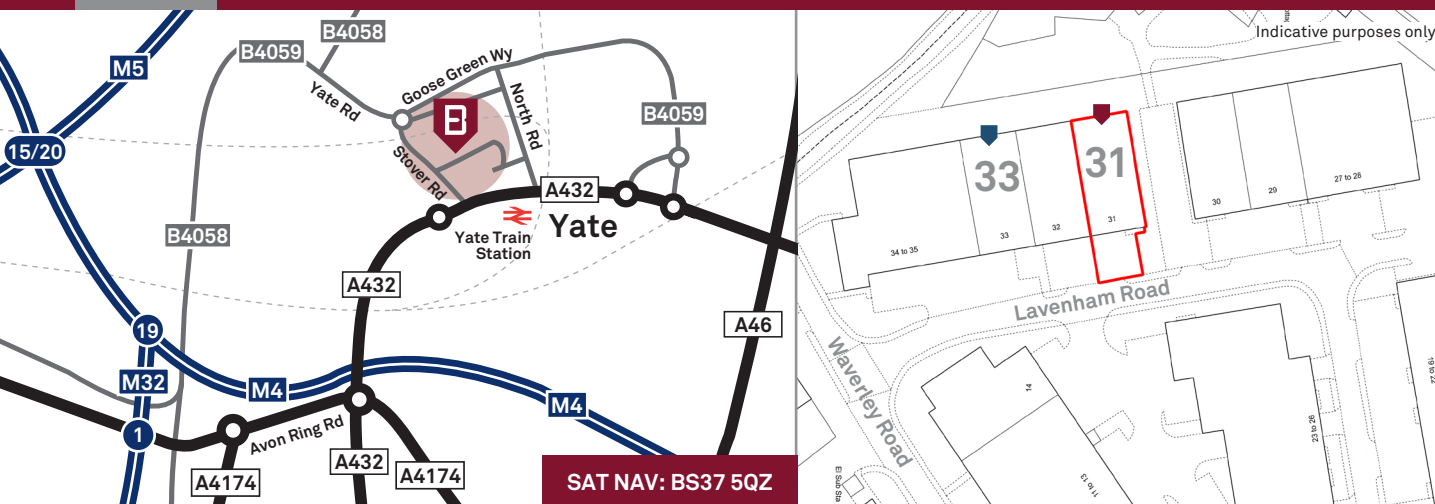 B4058
B4059
M5
Yate Rd
Goose Green Wy
North Rd
B
B4059
15/20
Stover Rd
A432
Yate
Yate Train
Station
B4058
A432
A46
19
M32
M4
M4
1
Avon Ring Rd
A4174
A432
A4174
SAT NAV: BS37 5QZ
Indicative purposes only
33
31
27 to 28
29
30
31
32
33
34 to 35
Lavenham Road
Waverley Road
14
11 to 13
23 to 26
El Sub Sta